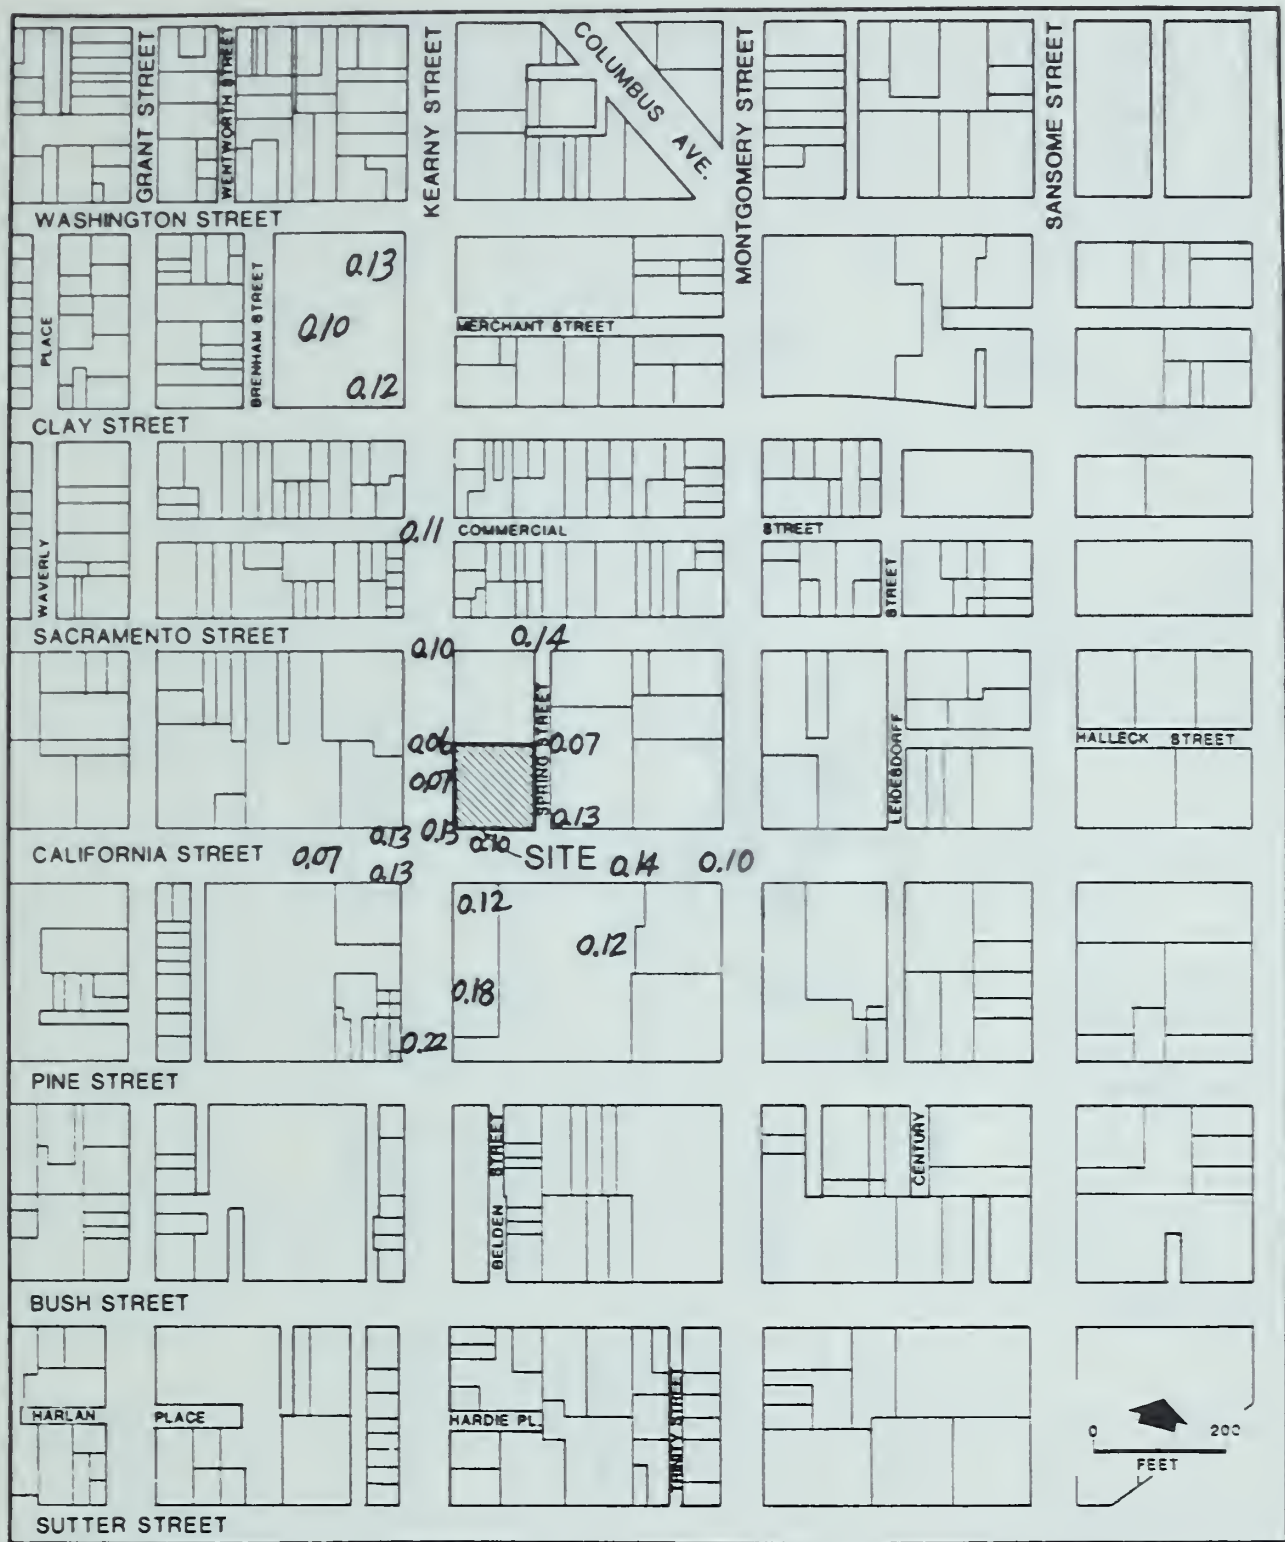 GRANT STREET
WENTWORTH STREET
KEARNY STREET
COLUMBUS AVE.
MONTGOMERY STREET
SANSOME STREET
WASHINGTON STREET
PLACE
BRENHAM STREET
0.13
0.10
0.12
MERCHANT STREET
CLAY STREET
WAVERLY
0.11
COMMERCIAL
STREET
STREET
SACRAMENTO STREET
0.10
0.14
SPRING STREET
LEIDESDORFF
HALLECK STREET
0.06
0.07
0.07
0.13
0.13
0.13
0.10
SITE
CALIFORNIA STREET
0.07
0.13
0.14
0.10
0.12
0.12
0.18
0.22
PINE STREET
BELDEN STREET
CENTURY
BUSH STREET
HARLAN
PLACE
HARDIE PL.
TRINITY STREET
0 200
FEET
SUTTER STREET